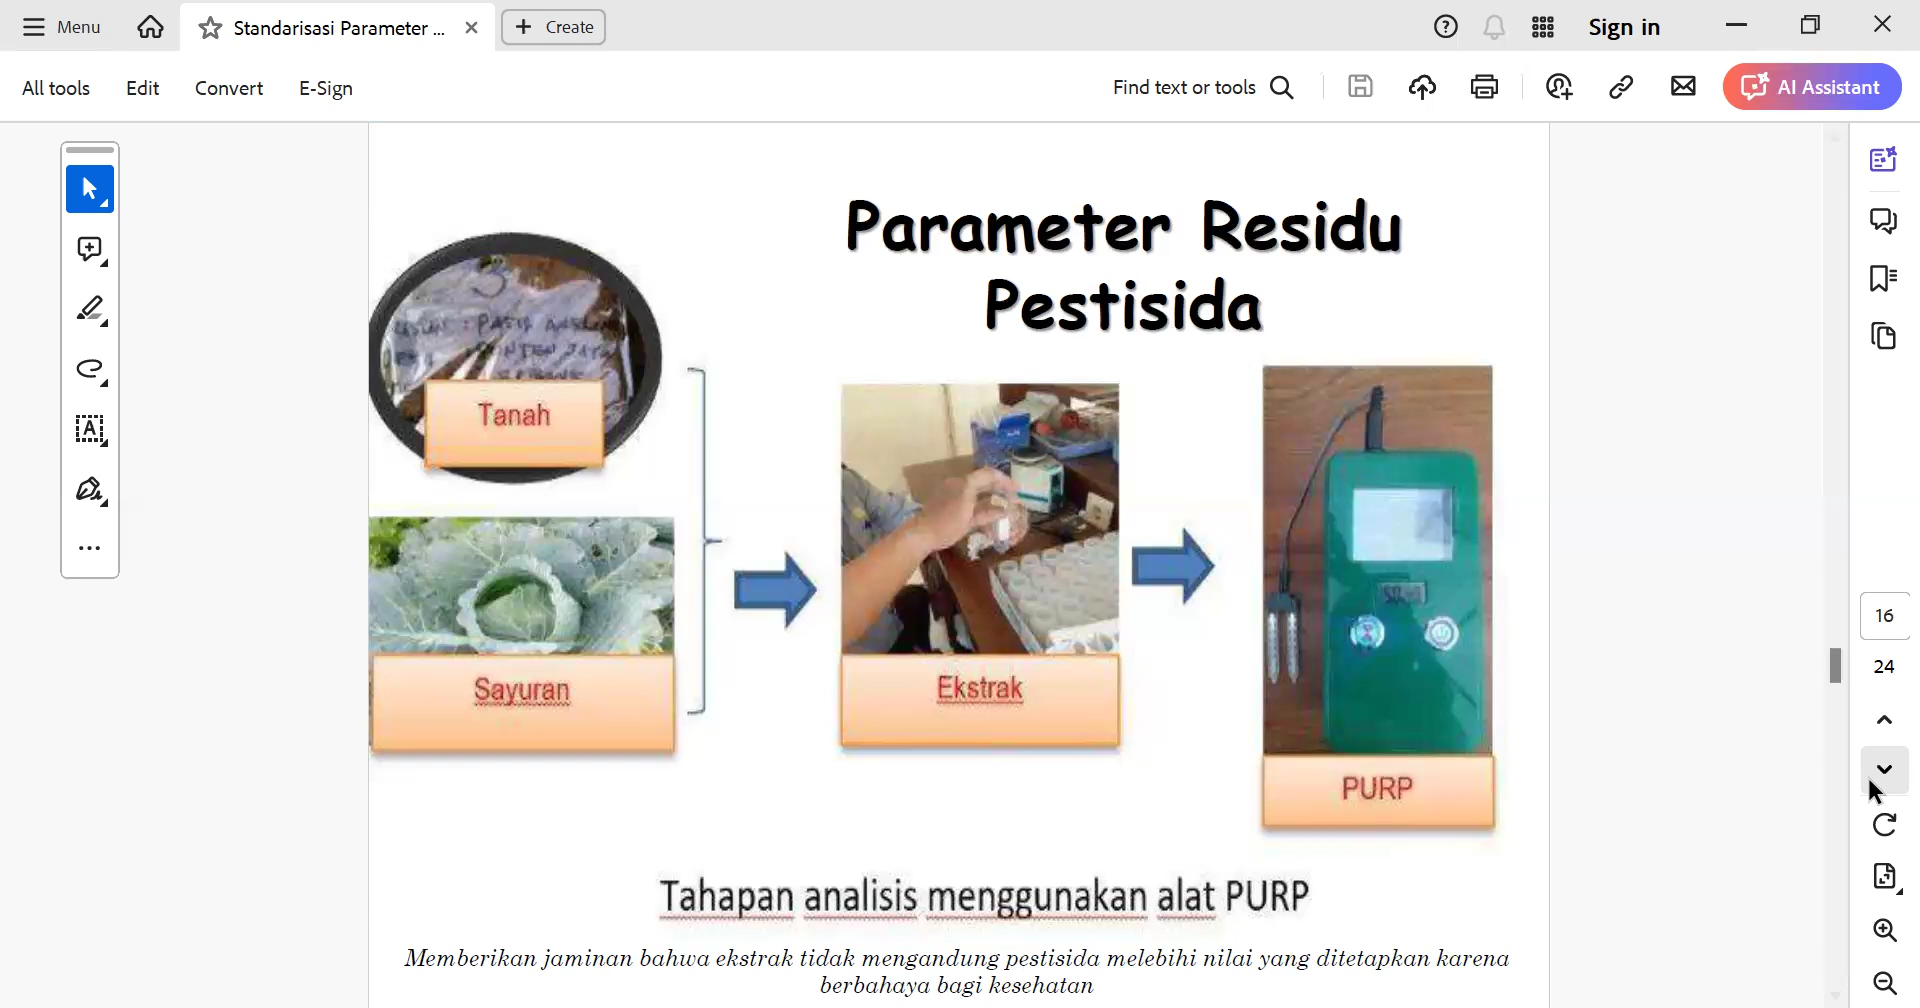 Menu
Standarisasi Parameter ...
Create
Sign in
All tools
Edit
Convert
E-Sign
Find text or tools
AI Assistant
Parameter Residu
Pestisida
3
Tanah
Sayuran
Ekstrak
PURP
Tahapan analisis menggunakan alat PURP
Memberikan jaminan bahwa ekstrak tidak mengandung pestisida melebihi nilai yang ditetapkan karena
berbahaya bagi kesehatan
16
24